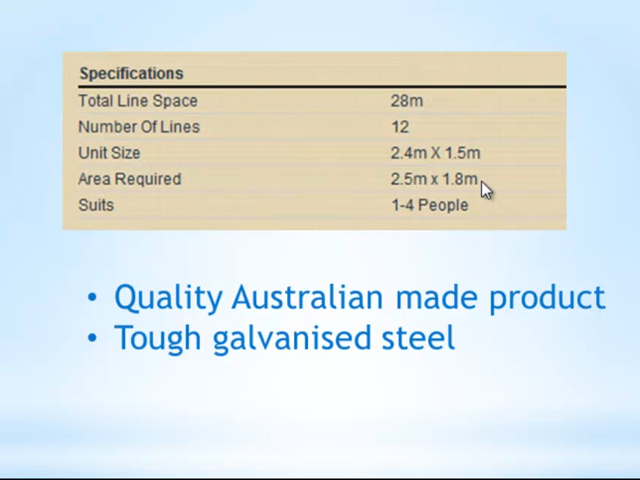 Specifications
Total Line Space 28m
Number Of Lines 12
Unit Size 2.4m X 1.5m
Area Required 2.5m x 1.8m
Suits 1-4 People
• Quality Australian made product
• Tough galvanised steel